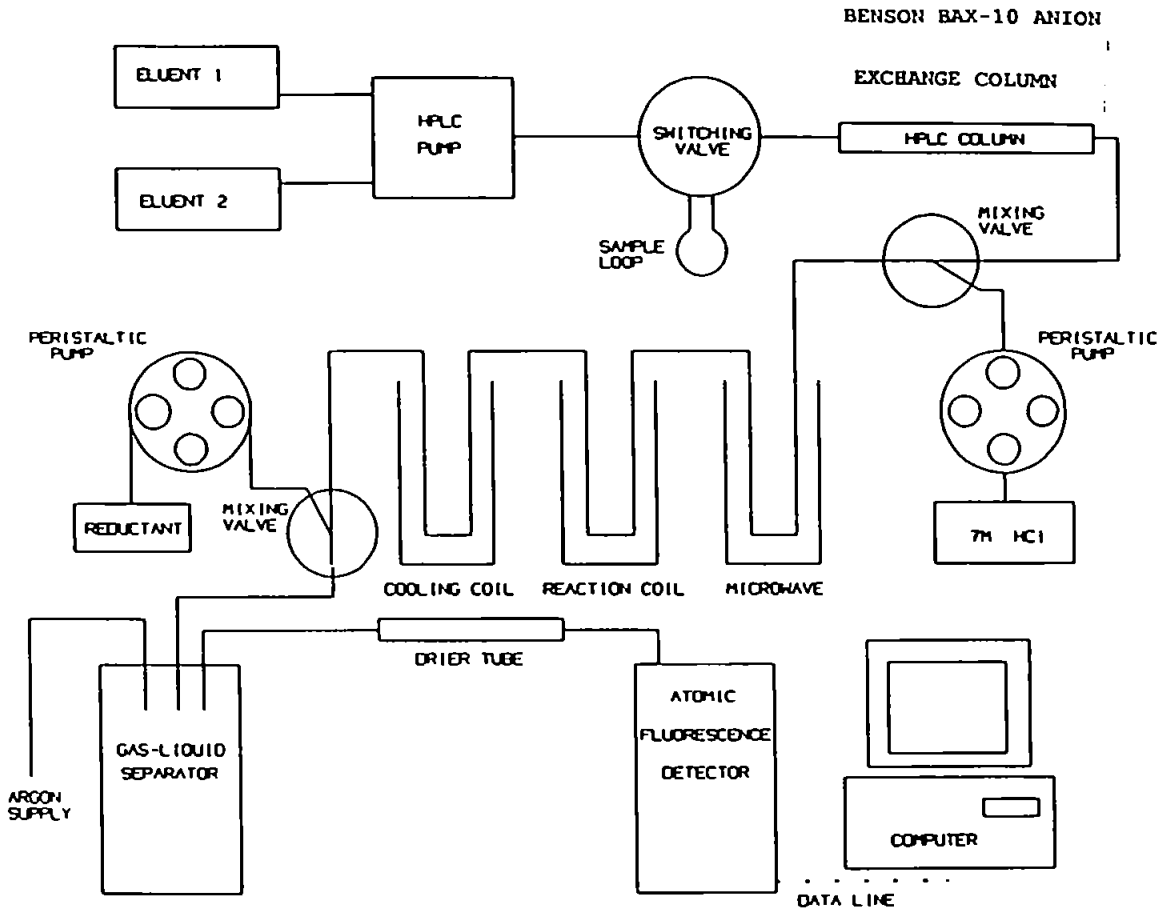 BENSON BAX-10 ANION
EXCHANGE COLUMN
ELUENT 1
HPLC
PUMP
SWITCHING
VALVE
HPLC COLUMN
ELUENT 2
SAMPLE
LOOP
MIXING
VALVE
PERISTALTIC
PUMP
PERISTALTIC
PUMP
REDUCTANT
MIXING
VALVE
7M HCl
COOLING COIL
REACTION COIL
MICROWAVE
DRIER TUBE
GAS-LIQUID
SEPARATOR
ATOMIC
FLUORESCENCE
DETECTOR
ARGON
SUPPLY
COMPUTER
DATA LINE